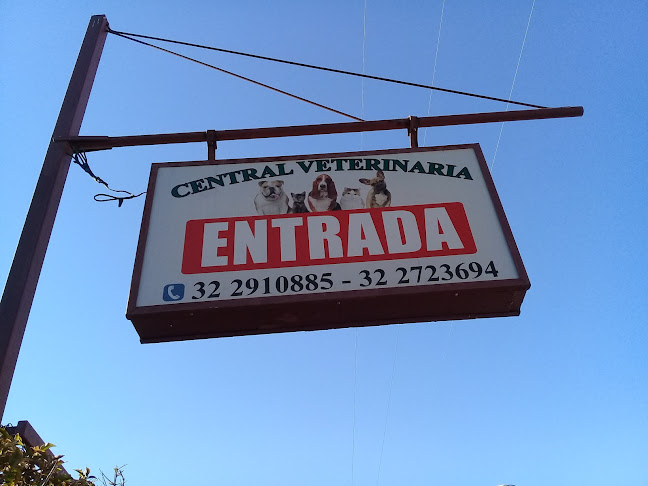 CENTRAL VETERINARIA
ENTRADA
32 2910885 - 32 2723694